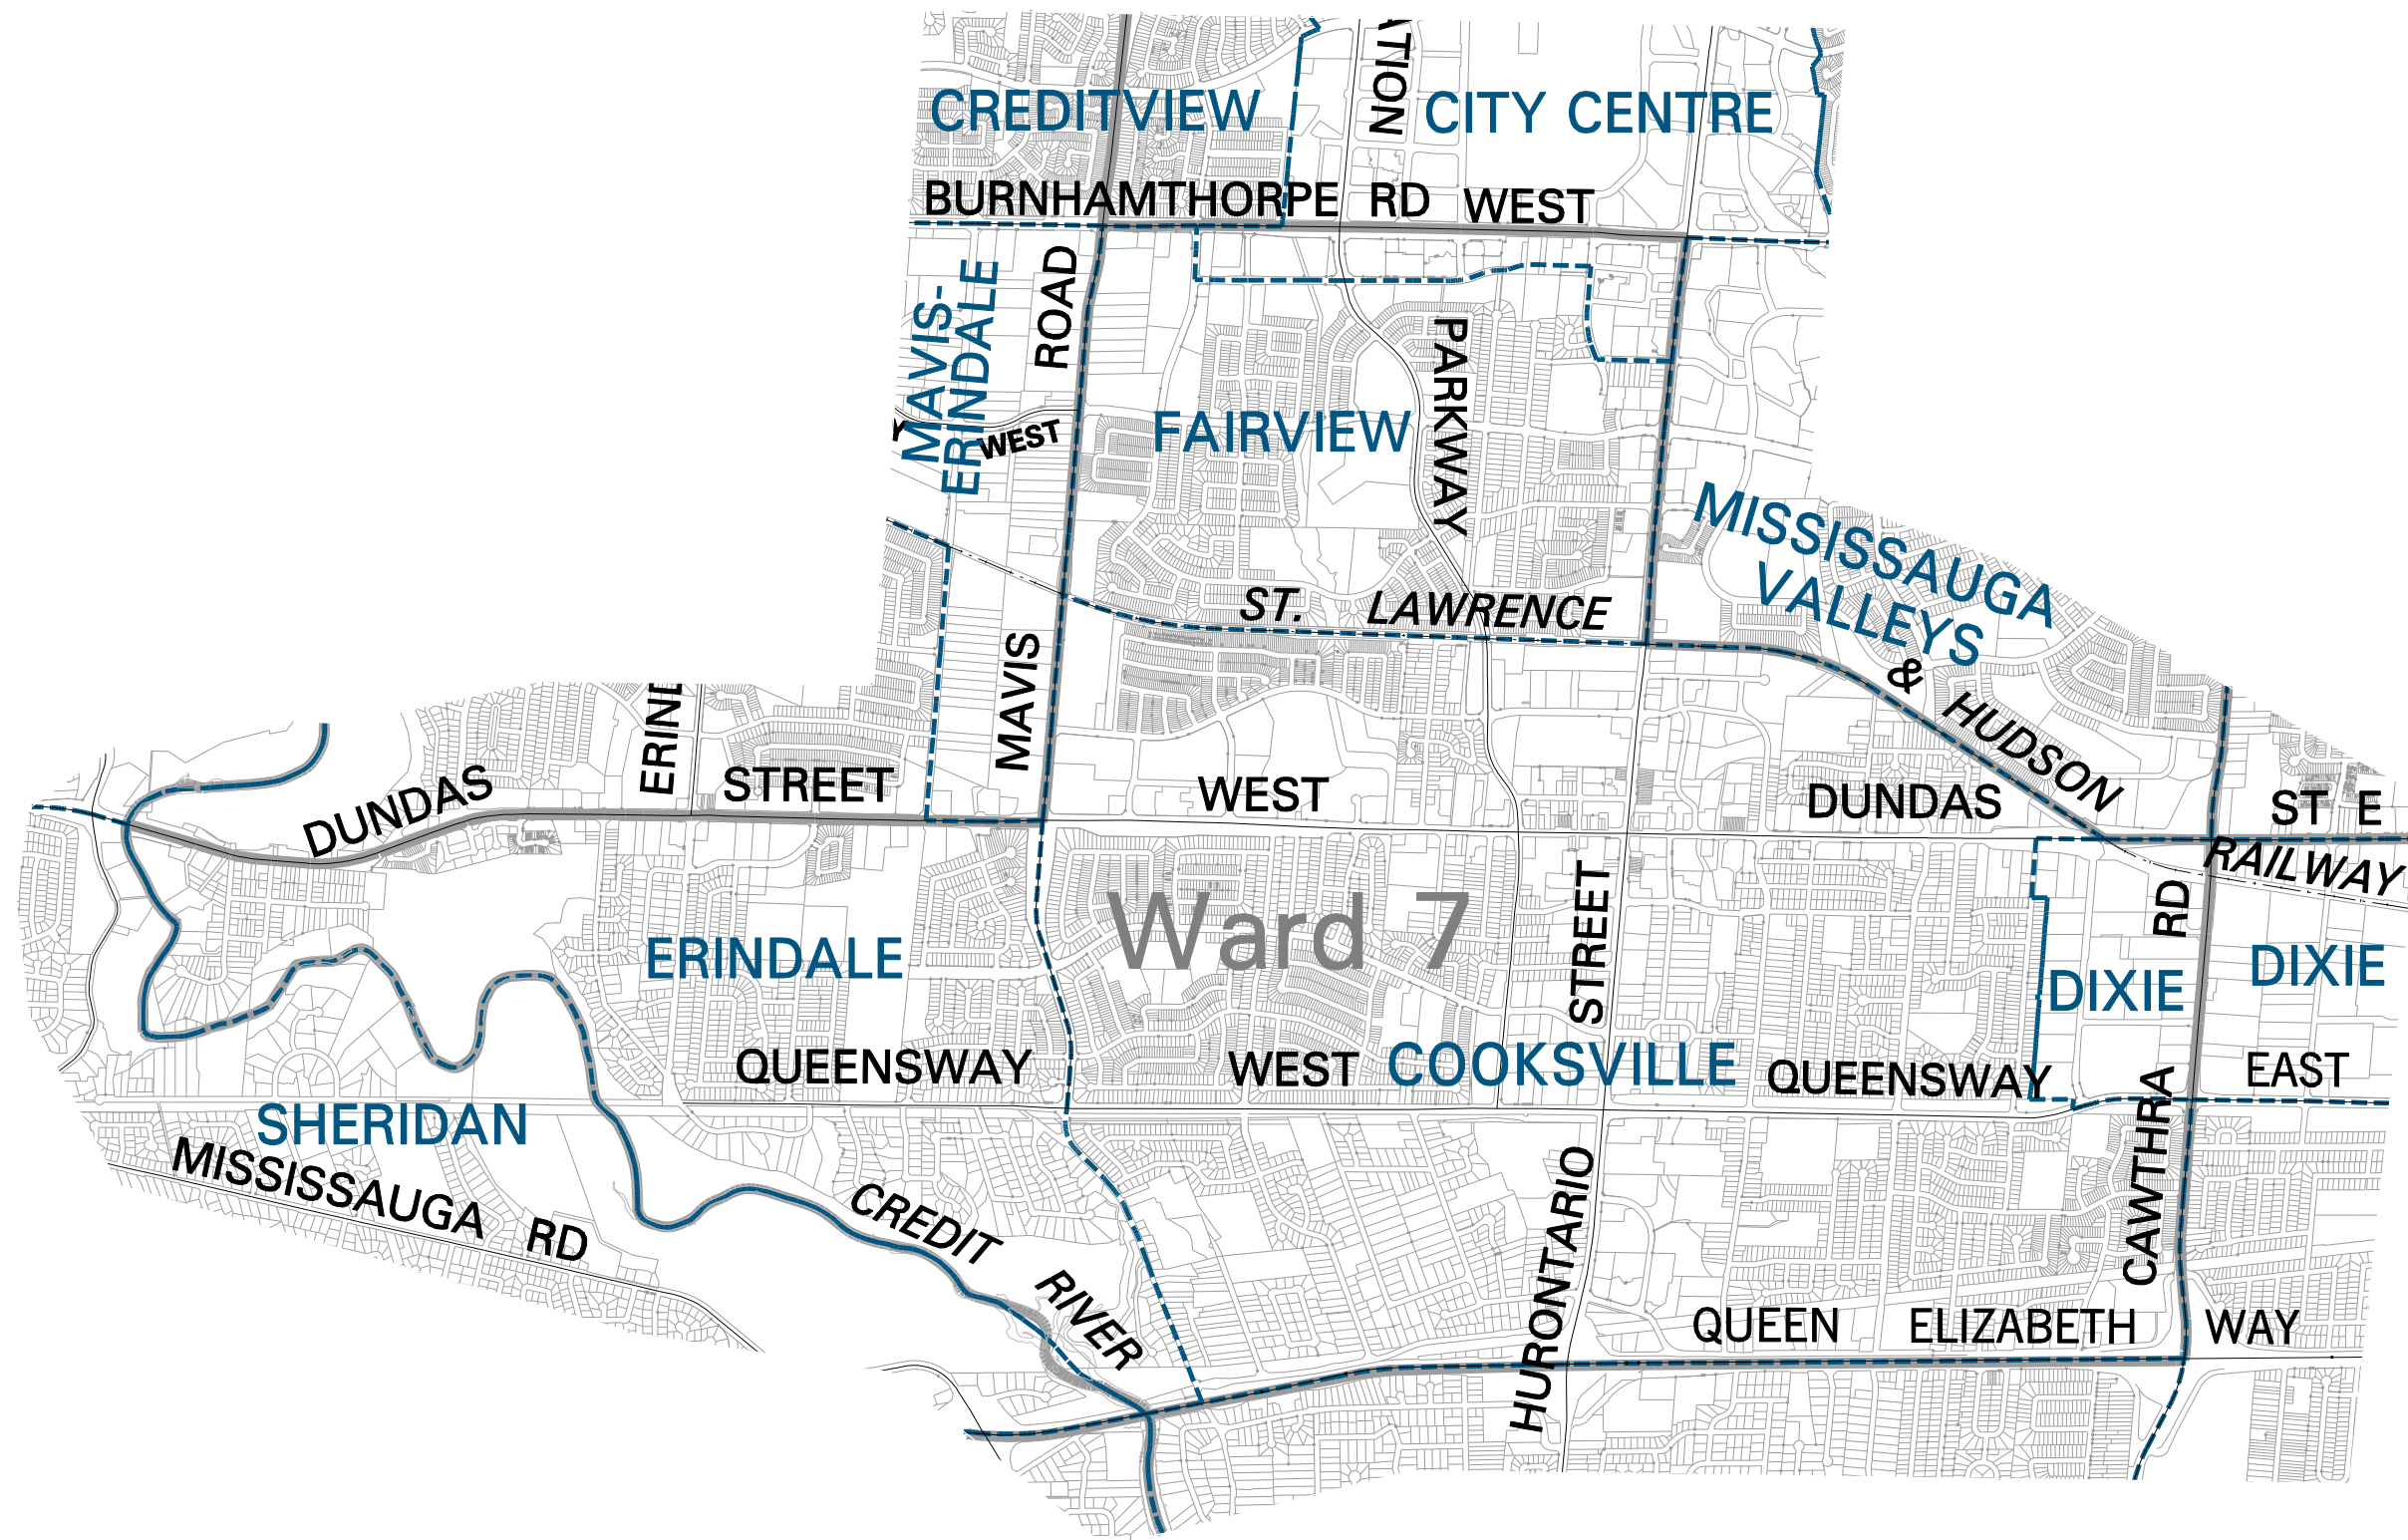 ATION
CREDITVIEW
CITY CENTRE
BURNHAMTHORPE RD WEST
MAVIS-
ERINDALE
ROAD
PARKWAY
Y
WEST
FAIRVIEW
MISSISSAUGA
VALLEYS
ST. LAWRENCE
& HUDSON
MAVIS
ERIND
DUNDAS
STREET
WEST
DUNDAS
ST E
RAILWAY
Ward 7
STREET
RD
ERINDALE
DIXIE
DIXIE
QUEENSWAY
WEST
COOKSVILLE
QUEENSWAY
EAST
SHERIDAN
MISSISSAUGA RD
CREDIT
RIVER
HURONTARIO
CAWTHRA
QUEEN ELIZABETH WAY